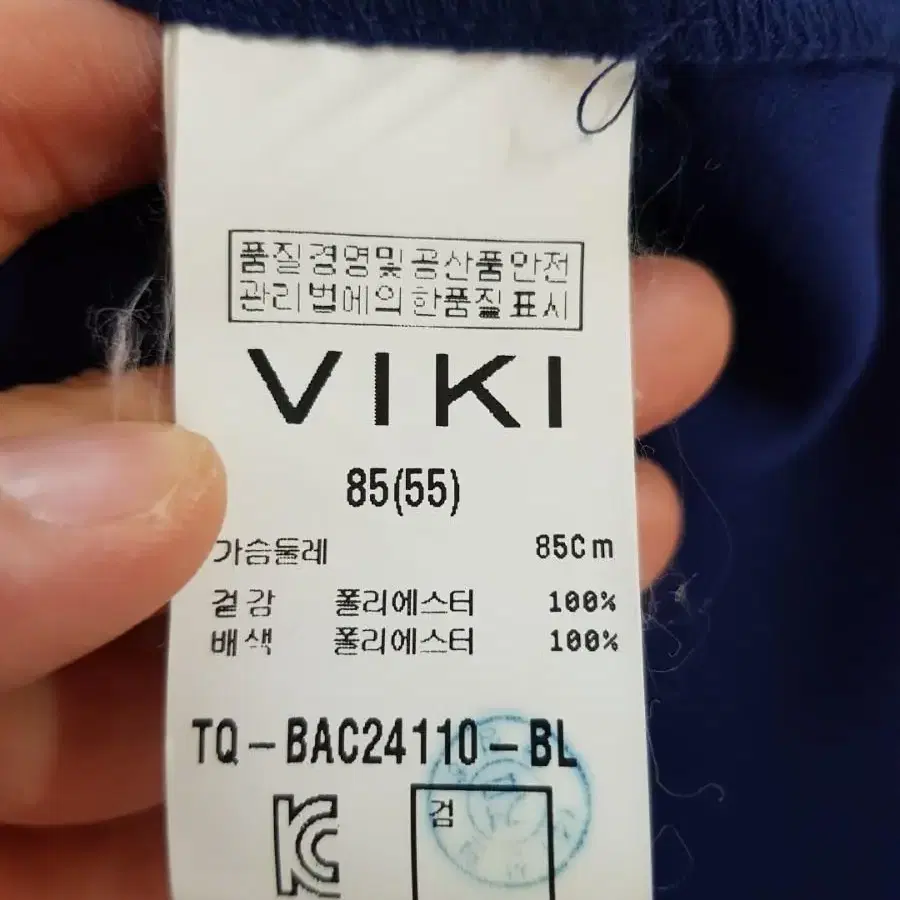 품질경영및공산품안전
관리법에의한품질표시
VIKI
85(55)
가슴둘레 85Cm
겉감 폴리에스터 100%
배색 폴리에스터 100%
TQ-BAC24110-BL
KC
검